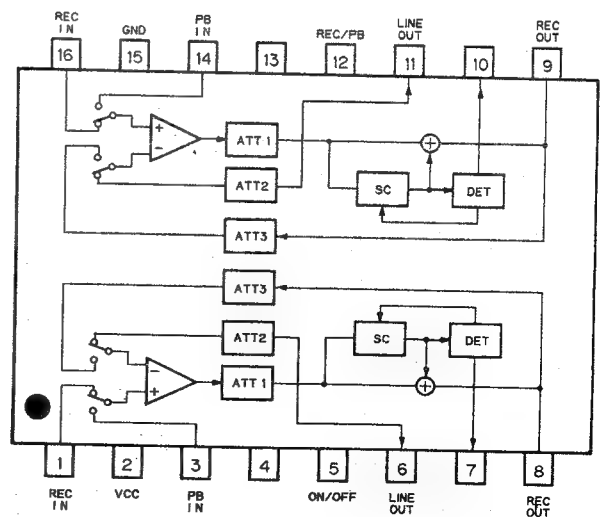 REC IN
GND
PB IN
REC/PB
LINE OUT
REC OUT
16
15
14
13
12
11
10
9
+
−
ATT 1
+
ATT2
SC
DET
ATT3
ATT3
ATT2
SC
DET
−
+
ATT 1
+
1
2
3
4
5
6
7
8
REC IN
VCC
PB IN
ON/OFF
LINE OUT
REC OUT